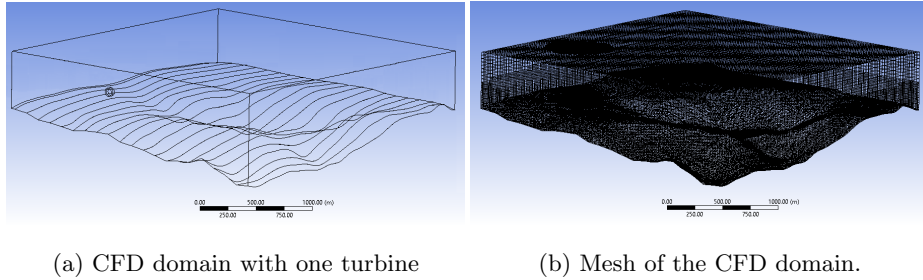 0.00 500.00 1000.00 (m)
250.00 750.00
0.00 500.00 1000.00 (m)
250.00 750.00
(a) CFD domain with one turbine
(b) Mesh of the CFD domain.